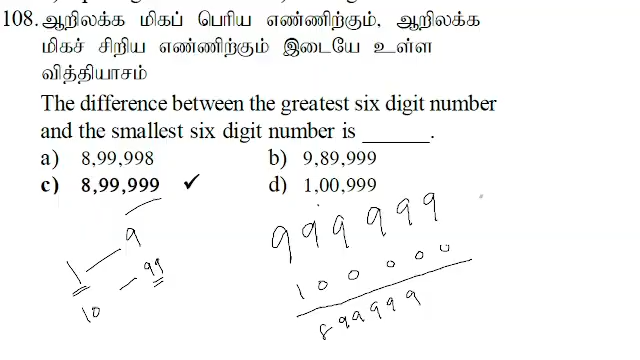 108. ஆறிலக்க மிகப் பெரிய எண்ணிற்கும், ஆறிலக்க
மிகச் சிறிய எண்ணிற்கும் இடையே உள்ள
வித்தியாசம்
The difference between the greatest six digit number
and the smallest six digit number is ______.
a) 8,99,998 b) 9,89,999
c) 8,99,999 ✓ d) 1,00,999
1 — 9
10 — 99
999999
100000
899999